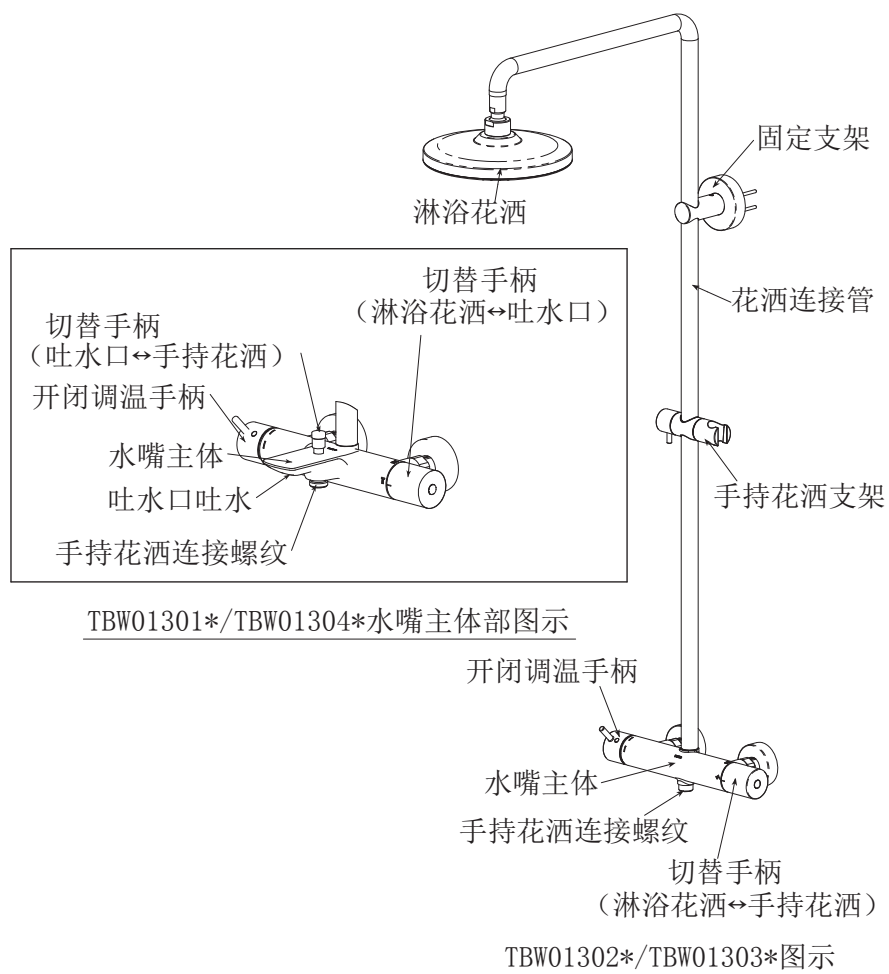 固定支架
淋浴花洒
切替手柄
（淋浴花洒↔吐水口）
花洒连接管
切替手柄
（吐水口↔手持花洒）
开闭调温手柄
水嘴主体
吐水口吐水
手持花洒支架
手持花洒连接螺纹
TBW01301*/TBW01304*水嘴主体部图示
开闭调温手柄
水嘴主体
手持花洒连接螺纹
切替手柄
（淋浴花洒↔手持花洒）
TBW01302*/TBW01303*图示